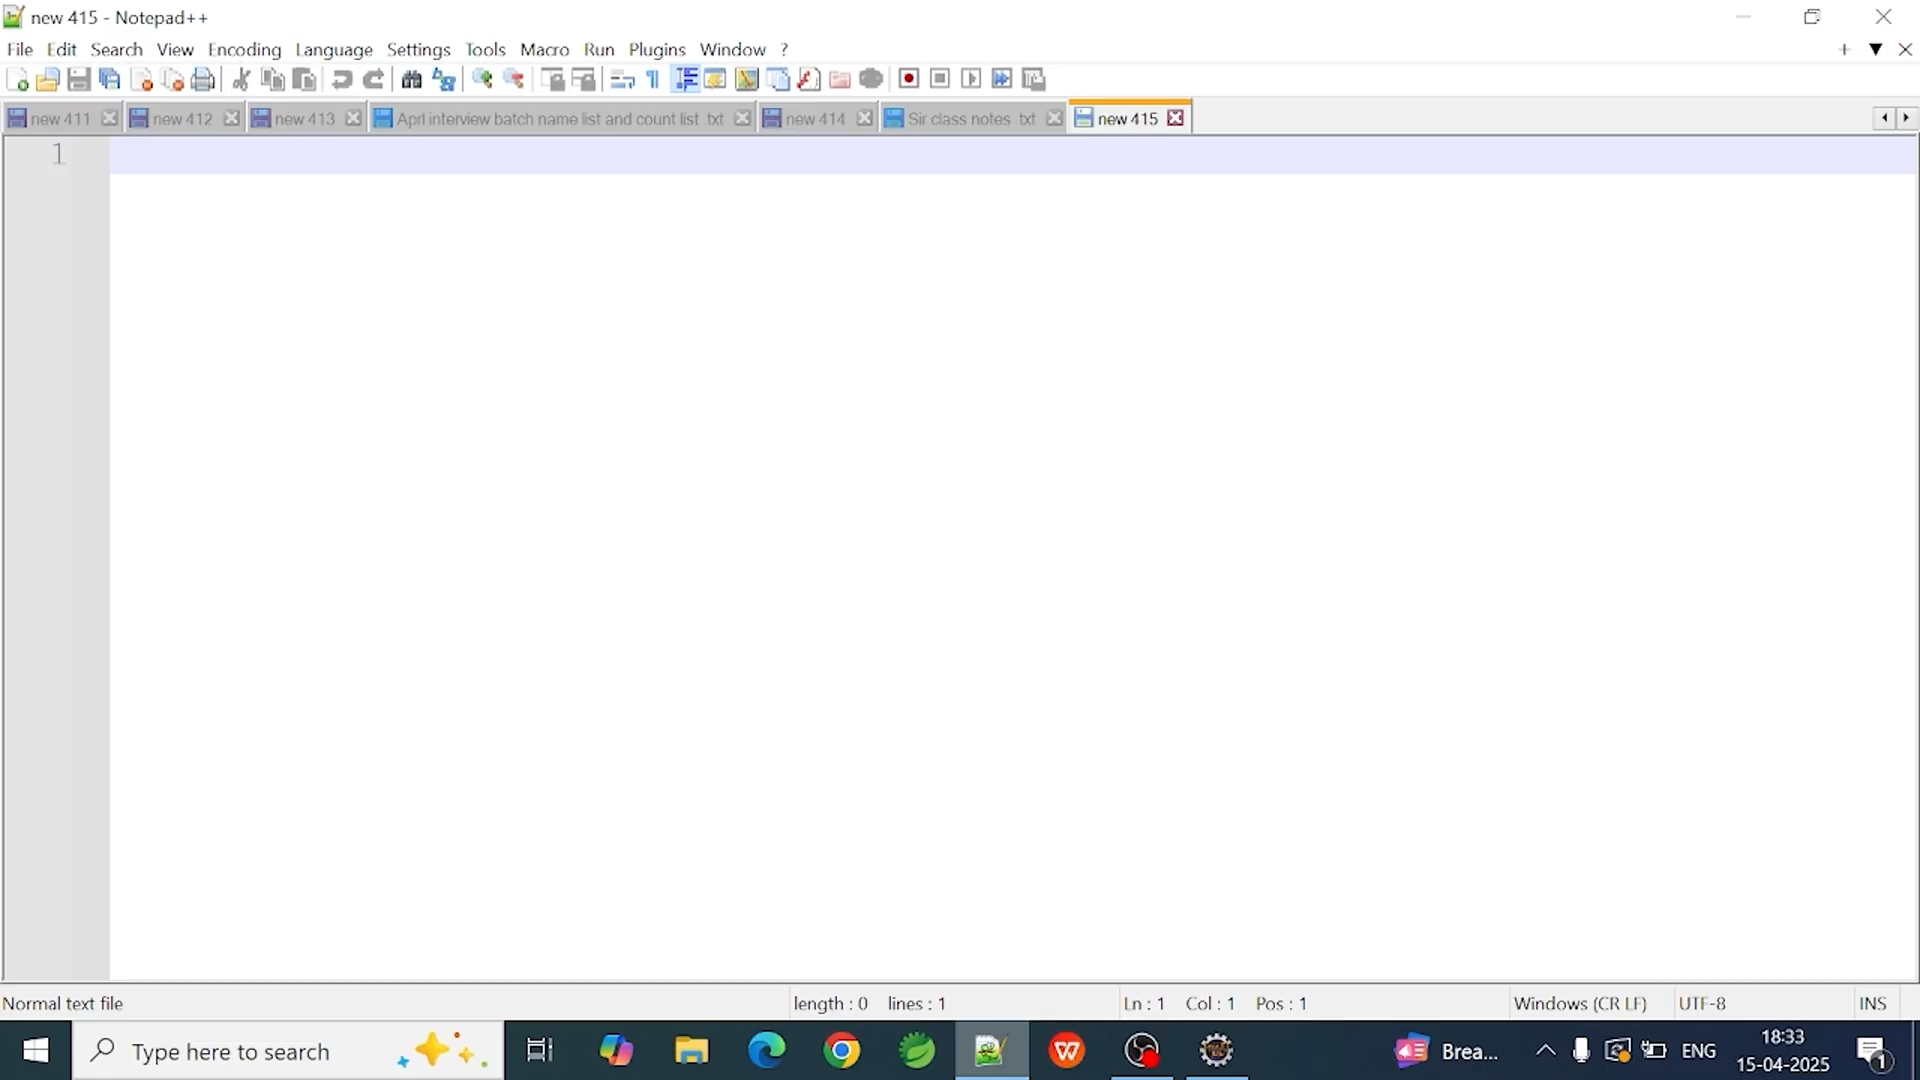 new 415 - Notepad++
File Edit Search View Encoding Language Settings Tools Macro Run Plugins Window ?
new 411 new 412 new 413 Aprl interview batch name list and count list txt new 414 Sir class notes txt new 415
1
Normal text file length : 0 lines : 1 Ln : 1 Col : 1 Pos : 1 Windows (CR LF) UTF-8 INS
Type here to search Brea... ENG 18:33
15-04-2025 1